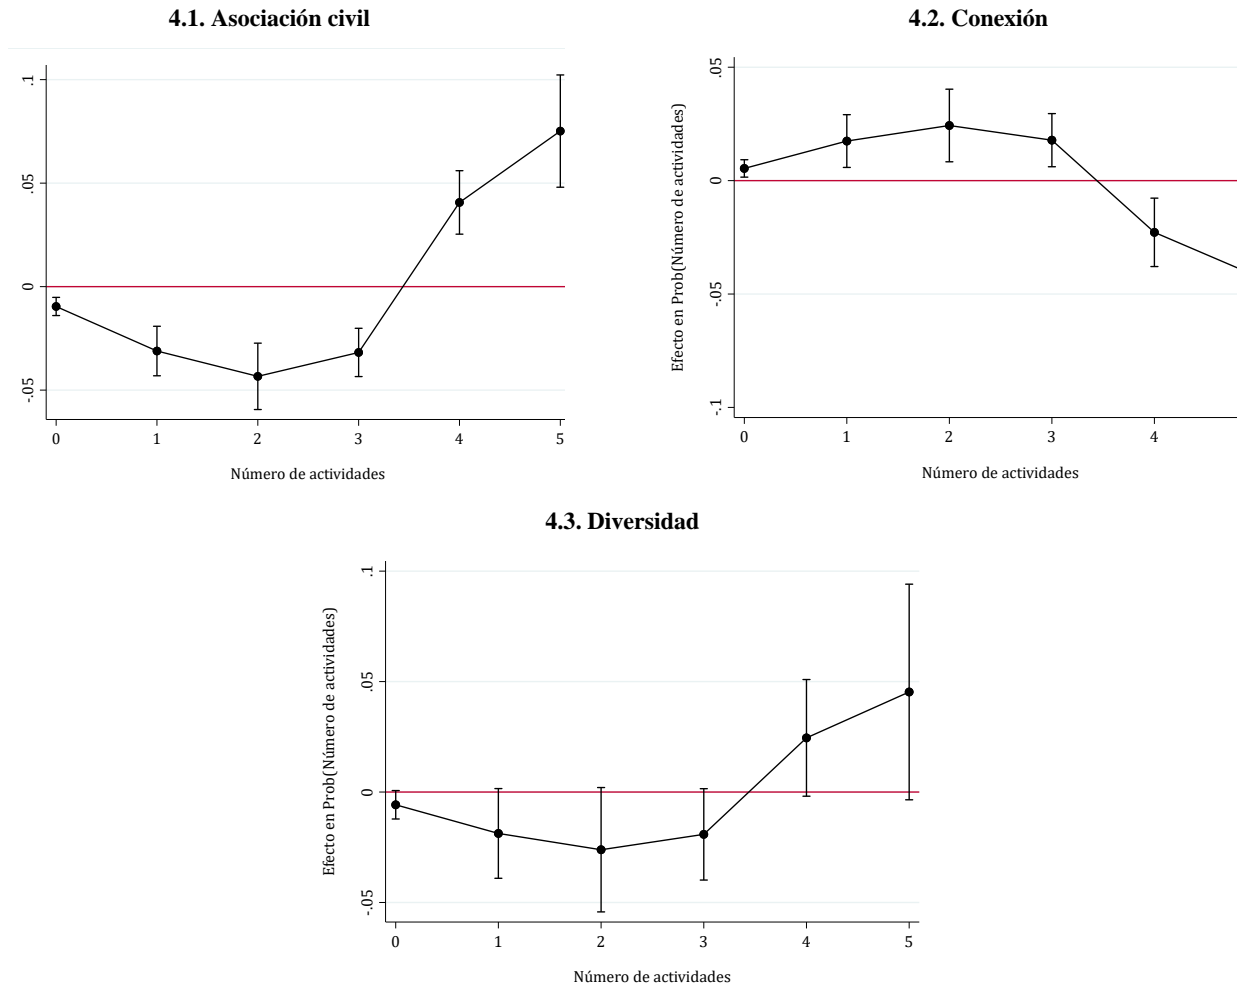 4.1. Asociación civil
.1
.05
0
-.05
0 1 2 3 4 5
Número de actividades
4.2. Conexión
Efecto en Prob(Número de actividades)
.05
0
-.05
-.1
0 1 2 3 4
Número de actividades
4.3. Diversidad
Efecto en Prob(Número de actividades)
.1
.05
0
-.05
0 1 2 3 4 5
Número de actividades